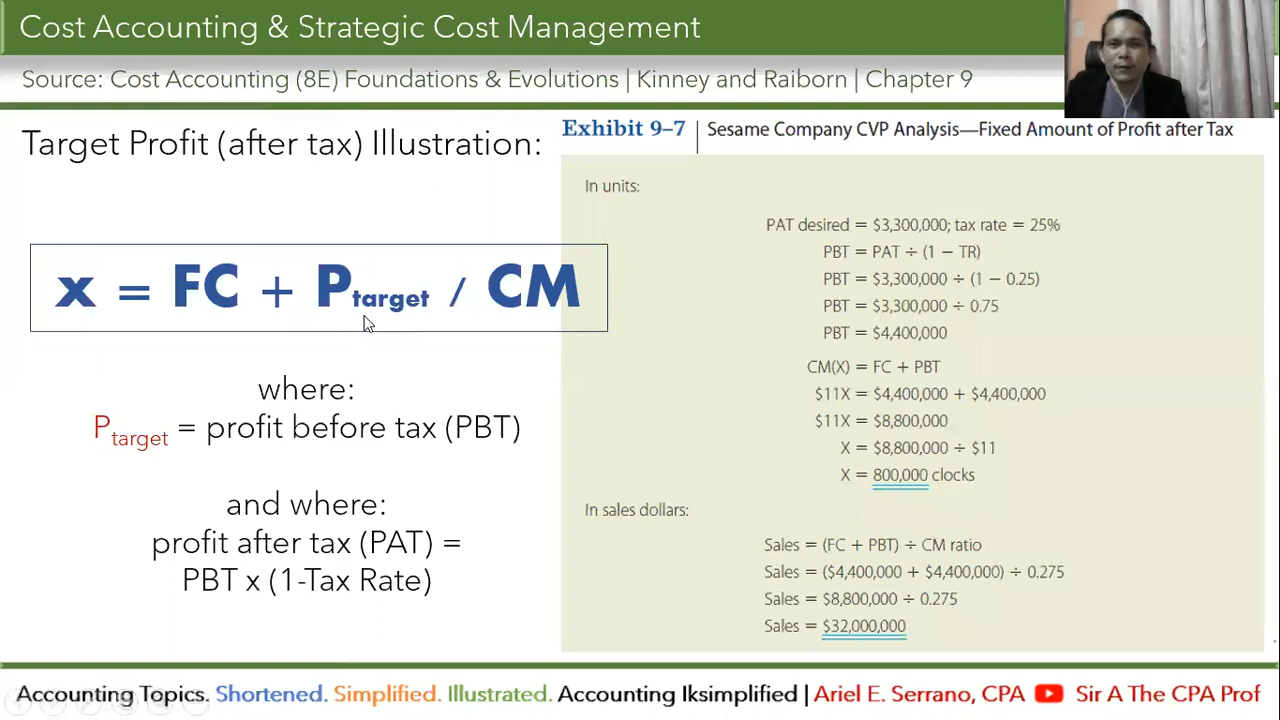 Cost Accounting & Strategic Cost Management
Source: Cost Accounting (8E) Foundations & Evolutions | Kinney and Raiborn | Chapter 9
Target Profit (after tax) Illustration:
x = FC + Ptarget / CM
where:
Ptarget = profit before tax (PBT)
and where:
profit after tax (PAT) =
PBT x (1-Tax Rate)
Exhibit 9–7 | Sesame Company CVP Analysis—Fixed Amount of Profit after Tax
In units:
PAT desired = $3,300,000; tax rate = 25%
PBT = PAT ÷ (1 − TR)
PBT = $3,300,000 ÷ (1 − 0.25)
PBT = $3,300,000 ÷ 0.75
PBT = $4,400,000
CM(X) = FC + PBT
$11X = $4,400,000 + $4,400,000
$11X = $8,800,000
X = $8,800,000 ÷ $11
X = 800,000 clocks
In sales dollars:
Sales = (FC + PBT) ÷ CM ratio
Sales = ($4,400,000 + $4,400,000) ÷ 0.275
Sales = $8,800,000 ÷ 0.275
Sales = $32,000,000
Accounting Topics. Shortened. Simplified. Illustrated. Accounting Iksimplified | Ariel E. Serrano, CPA Sir A The CPA Prof